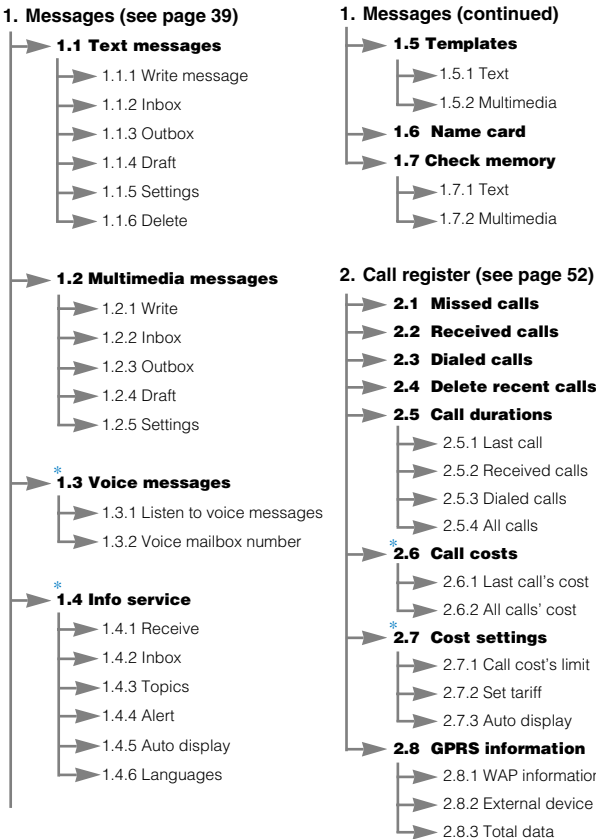 1. Messages (see page 39)
1.1 Text messages
1.1.1 Write message
1.1.2 Inbox
1.1.3 Outbox
1.1.4 Draft
1.1.5 Settings
1.1.6 Delete
1.2 Multimedia messages
1.2.1 Write
1.2.2 Inbox
1.2.3 Outbox
1.2.4 Draft
1.2.5 Settings
*
1.3 Voice messages
1.3.1 Listen to voice messages
1.3.2 Voice mailbox number
*
1.4 Info service
1.4.1 Receive
1.4.2 Inbox
1.4.3 Topics
1.4.4 Alert
1.4.5 Auto display
1.4.6 Languages
1. Messages (continued)
1.5 Templates
1.5.1 Text
1.5.2 Multimedia
1.6 Name card
1.7 Check memory
1.7.1 Text
1.7.2 Multimedia
2. Call register (see page 52)
2.1 Missed calls
2.2 Received calls
2.3 Dialed calls
2.4 Delete recent calls
2.5 Call durations
2.5.1 Last call
2.5.2 Received calls
2.5.3 Dialed calls
2.5.4 All calls
*
2.6 Call costs
2.6.1 Last call's cost
2.6.2 All calls' cost
*
2.7 Cost settings
2.7.1 Call cost's limit
2.7.2 Set tariff
2.7.3 Auto display
2.8 GPRS information
2.8.1 WAP information
2.8.2 External device
2.8.3 Total data